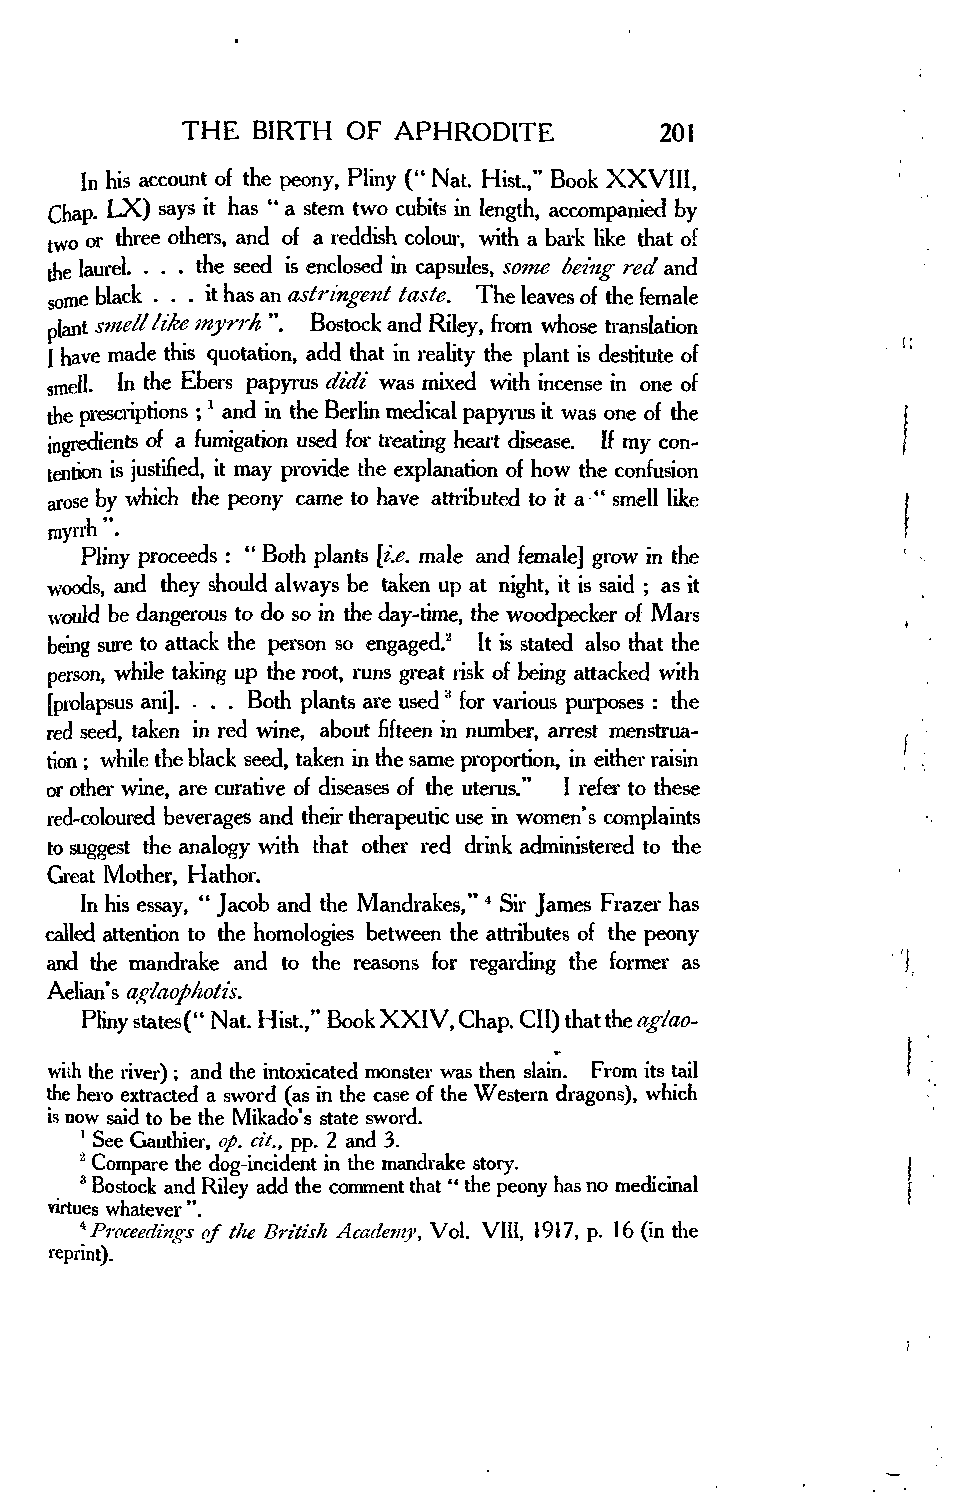 THE BIRTH OF APHRODITE 201
In his account of the peony, Pliny (“ Nat. Hist.,” Book XXVIII,
Chap. LX) says it has “ a stem two cubits in length, accompanied by
two or three others, and of a reddish colour, with a bark like that of
the laurel. . . . the seed is enclosed in capsules, some being red and
some black . . . it has an astringent taste. The leaves of the female
plant smell like myrrh ”. Bostock and Riley, from whose translation
I have made this quotation, add that in reality the plant is destitute of
smell. In the Ebers papyrus didi was mixed with incense in one of
the prescriptions ; ¹ and in the Berlin medical papyrus it was one of the
ingredients of a fumigation used for treating heart disease. If my con-
tention is justified, it may provide the explanation of how the confusion
arose by which the peony came to have attributed to it a “ smell like
myrrh ”.
Pliny proceeds : “ Both plants [i.e. male and female] grow in the
woods, and they should always be taken up at night, it is said ; as it
would be dangerous to do so in the day-time, the woodpecker of Mars
being sure to attack the person so engaged.² It is stated also that the
person, while taking up the root, runs great risk of being attacked with
[prolapsus ani]. . . . Both plants are used ³ for various purposes : the
red seed, taken in red wine, about fifteen in number, arrest menstrua-
tion ; while the black seed, taken in the same proportion, in either raisin
or other wine, are curative of diseases of the uterus.” I refer to these
red-coloured beverages and their therapeutic use in women's complaints
to suggest the analogy with that other red drink administered to the
Great Mother, Hathor.
In his essay, “ Jacob and the Mandrakes,” ⁴ Sir James Frazer has
called attention to the homologies between the attributes of the peony
and the mandrake and to the reasons for regarding the former as
Aelian's aglaophotis.
Pliny states (“ Nat. Hist.,” Book XXIV, Chap. CII) that the aglao-
with the river) ; and the intoxicated monster was then slain. From its tail
the hero extracted a sword (as in the case of the Western dragons), which
is now said to be the Mikado's state sword.
¹ See Gauthier, op. cit., pp. 2 and 3.
² Compare the dog-incident in the mandrake story.
³ Bostock and Riley add the comment that “ the peony has no medicinal
virtues whatever ”.
⁴ Proceedings of the British Academy, Vol. VIII, 1917, p. 16 (in the
reprint).